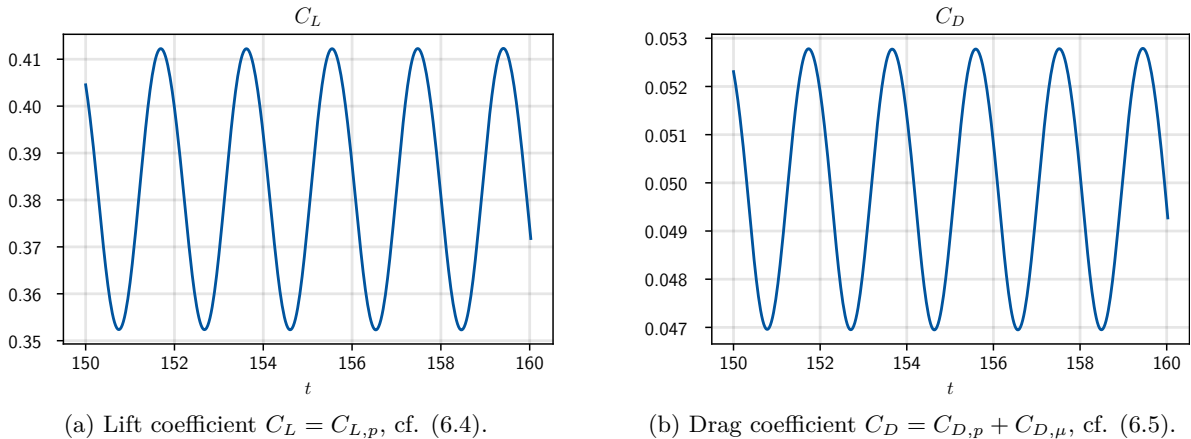 $C_L$
0.41
0.40
0.39
0.38
0.37
0.36
0.35
150 152 154 156 158 160
$t$
(a) Lift coefficient $C_L = C_{L,p}$, cf. (6.4).
$C_D$
0.053
0.052
0.051
0.050
0.049
0.048
0.047
150 152 154 156 158 160
$t$
(b) Drag coefficient $C_D = C_{D,p} + C_{D,\mu}$, cf. (6.5).